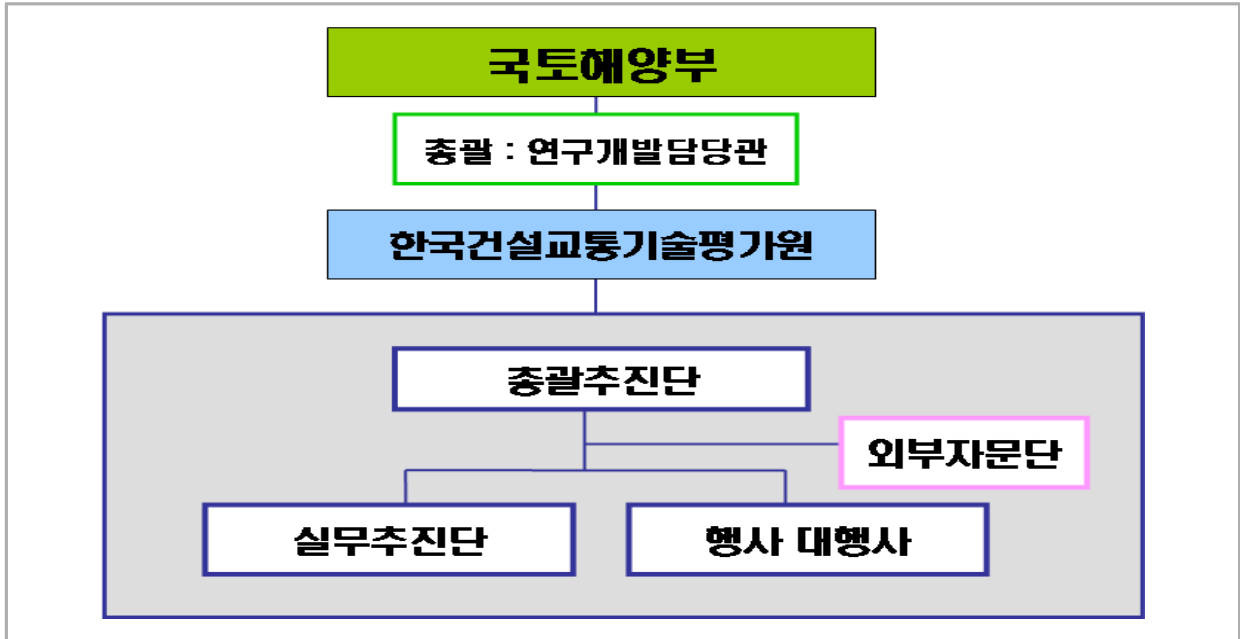 국토해양부
총괄 : 연구개발담당관
한국건설교통기술평가원
총괄추진단
외부자문단
실무추진단
행사 대행사